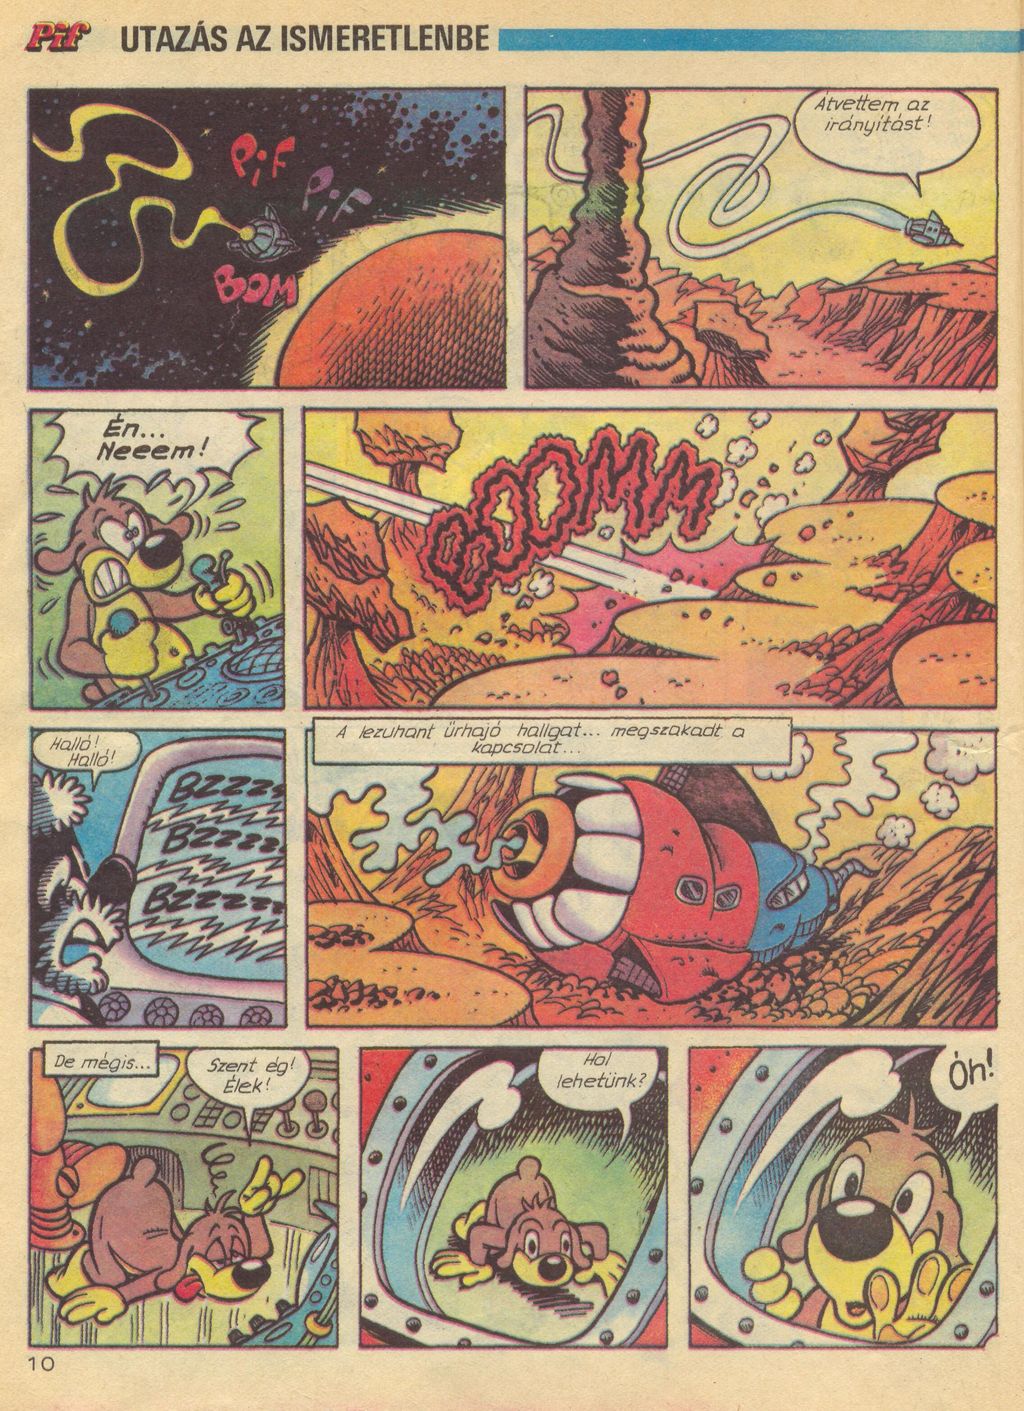 Pif UTAZÁS AZ ISMERETLENBE
PIF
PIF
BOM
Átvettem az
irányítást!
Én...
Neeem!
BOOOMMM
Halló!
Halló!
BZZZZ
BZZZZ
BZZZZ
A lezuhant űrhajó hallgat... megszakadt a
kapcsolat...
De mégis...
Szent ég!
Élek!
Hol
lehetünk?
Óh!
10